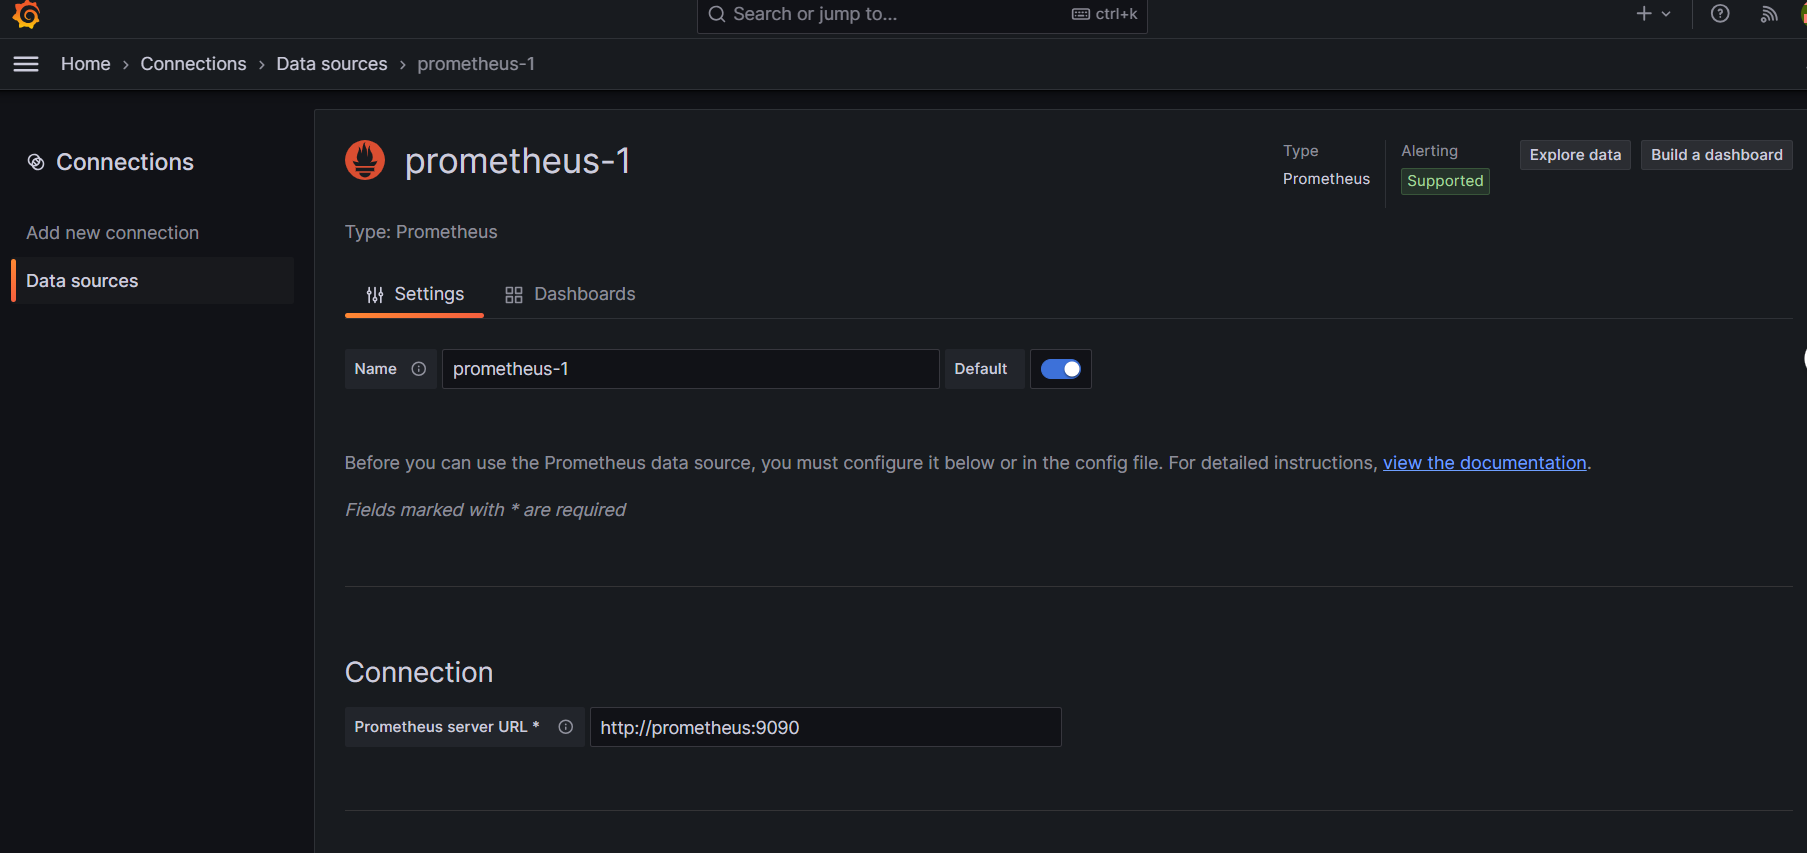 Search or jump to... ctrl+k
Home › Connections › Data sources › prometheus-1
Connections
Add new connection
Data sources
prometheus-1
Type
Prometheus
Alerting
Supported
Explore data
Build a dashboard
Type: Prometheus
Settings
Dashboards
Name prometheus-1 Default
Before you can use the Prometheus data source, you must configure it below or in the config file. For detailed instructions, view the documentation.
Fields marked with * are required
Connection
Prometheus server URL * http://prometheus:9090